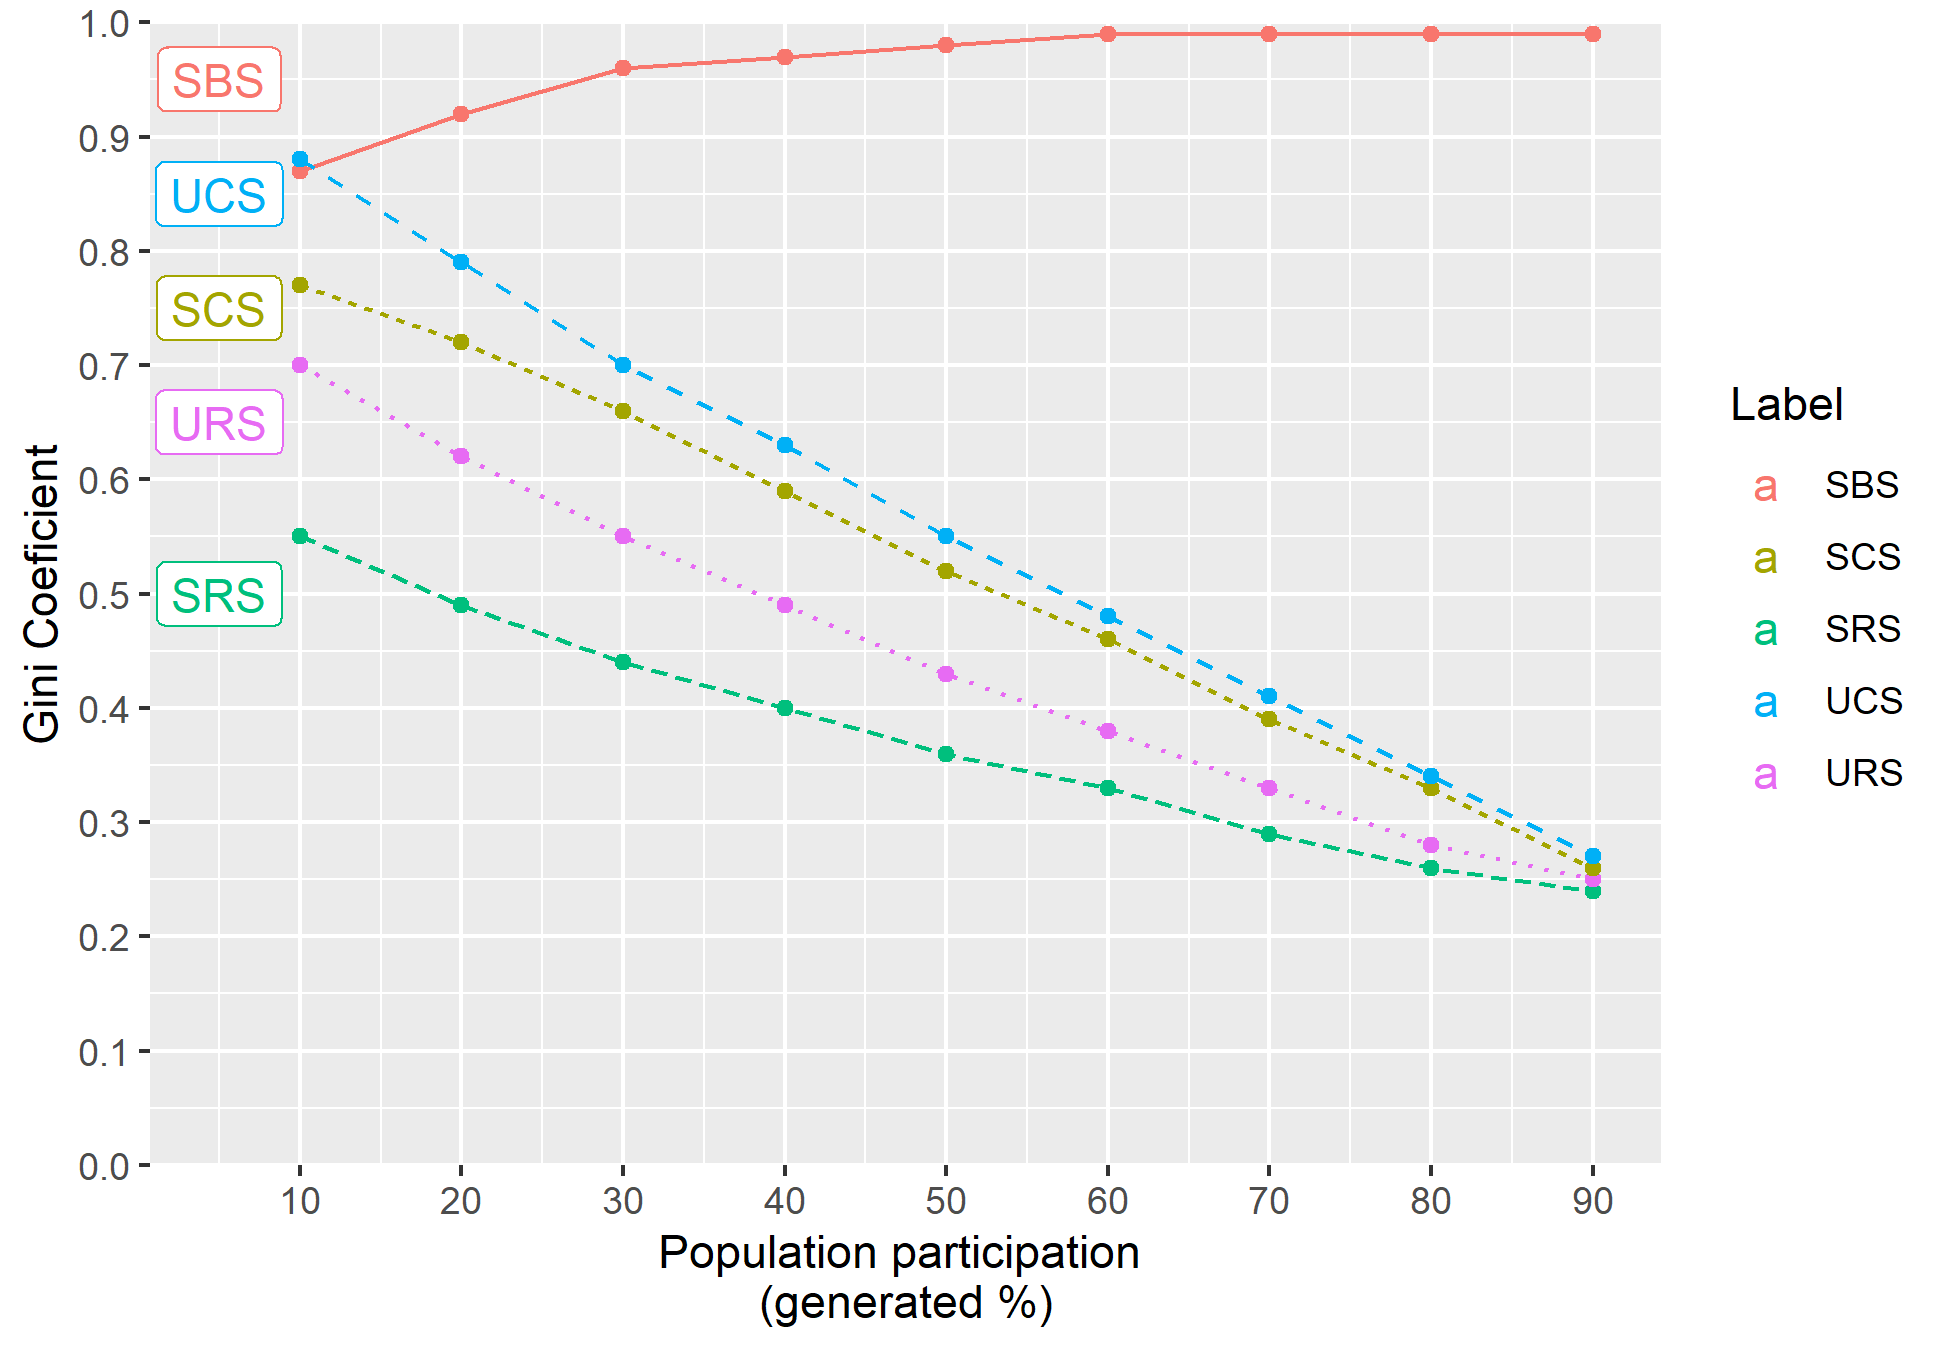 1.0
0.9
0.8
0.7
0.6
0.5
0.4
0.3
0.2
0.1
0.0
Gini Coeficient
SBS
UCS
SCS
URS
SRS
10 20 30 40 50 60 70 80 90
Population participation
(generated %)
Label
a SBS
a SCS
a SRS
a UCS
a URS